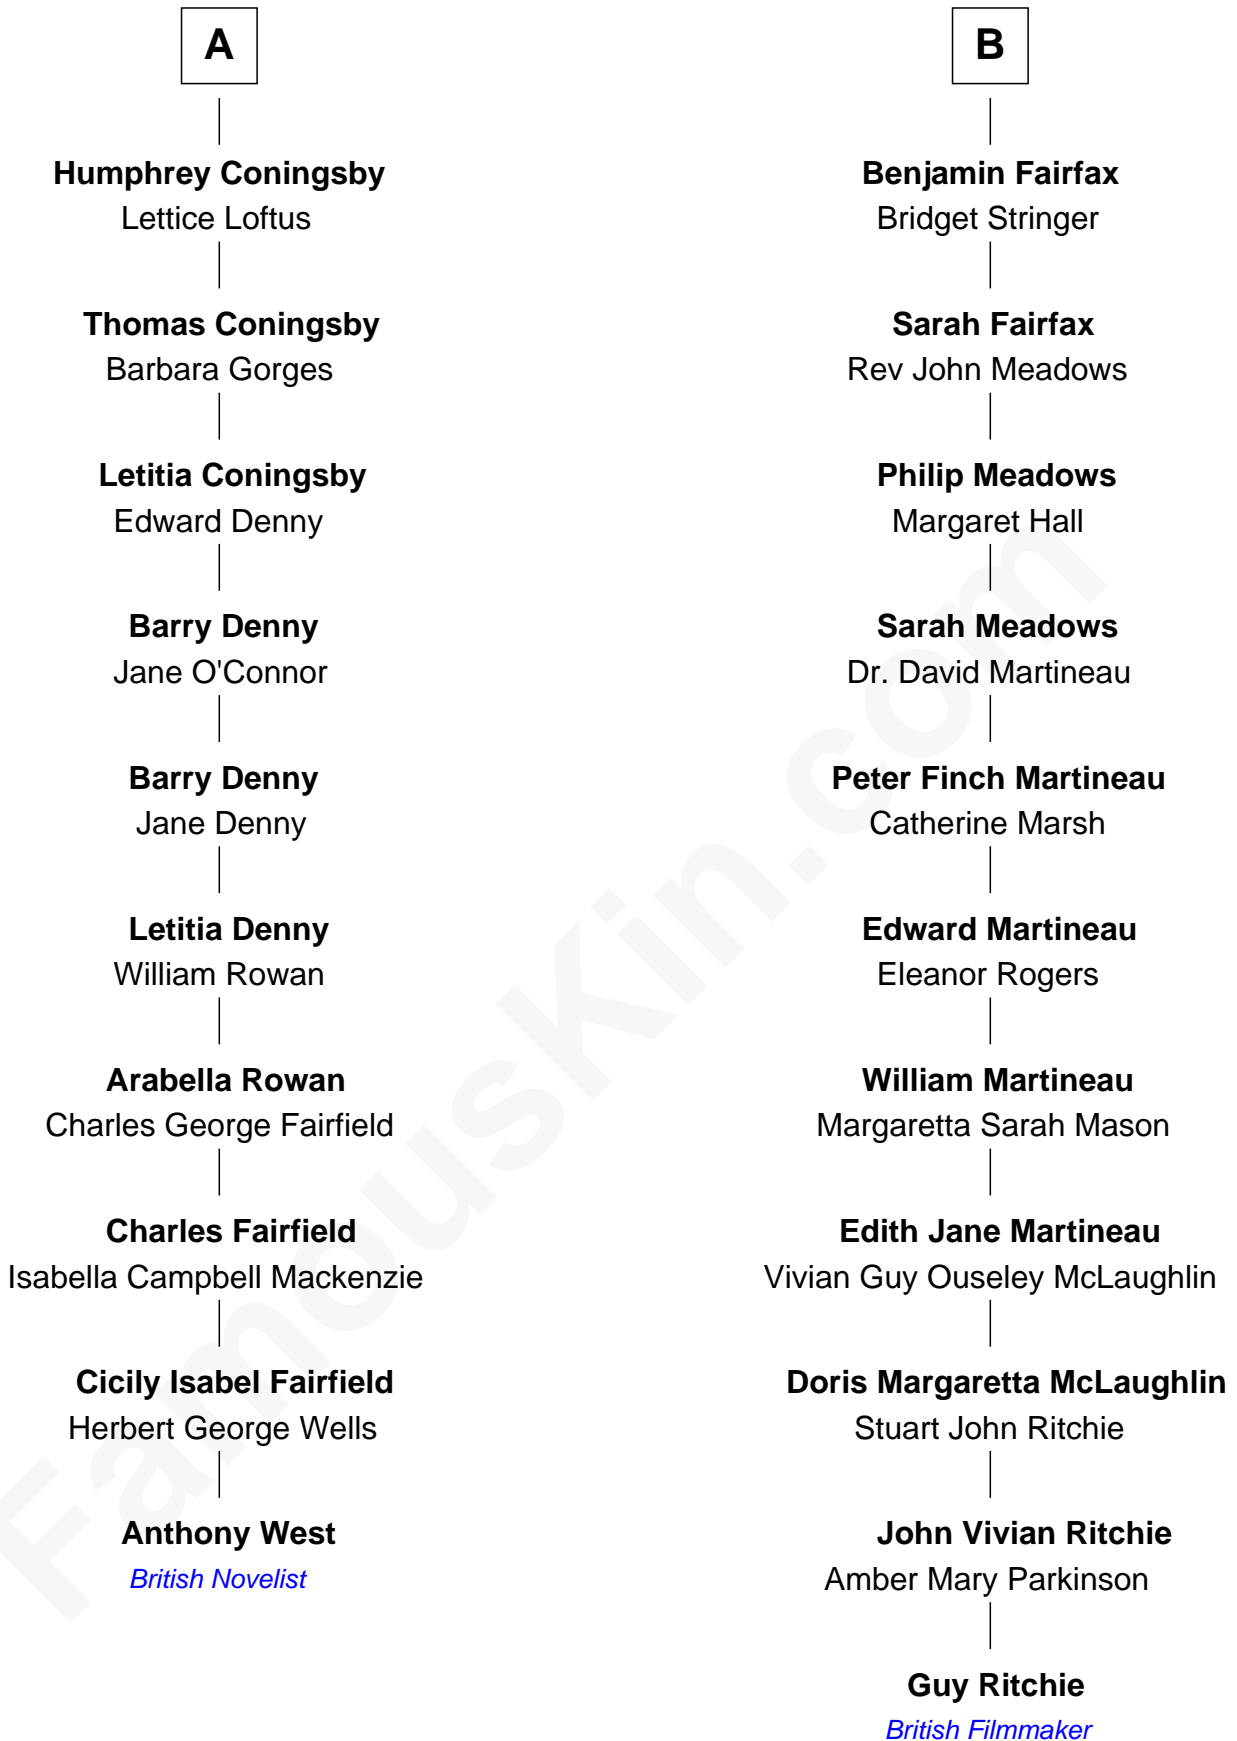 A
Humphrey Coningsby
Lettice Loftus
Thomas Coningsby
Barbara Gorges
Letitia Coningsby
Edward Denny
Barry Denny
Jane O'Connor
Barry Denny
Jane Denny
Letitia Denny
William Rowan
Arabella Rowan
Charles George Fairfield
Charles Fairfield
Isabella Campbell Mackenzie
Cicily Isabel Fairfield
Herbert George Wells
Anthony West
British Novelist
B
Benjamin Fairfax
Bridget Stringer
Sarah Fairfax
Rev John Meadows
Philip Meadows
Margaret Hall
Sarah Meadows
Dr. David Martineau
Peter Finch Martineau
Catherine Marsh
Edward Martineau
Eleanor Rogers
William Martineau
Margaretta Sarah Mason
Edith Jane Martineau
Vivian Guy Ouseley McLaughlin
Doris Margaretta McLaughlin
Stuart John Ritchie
John Vivian Ritchie
Amber Mary Parkinson
Guy Ritchie
British Filmmaker
FamousKin.com